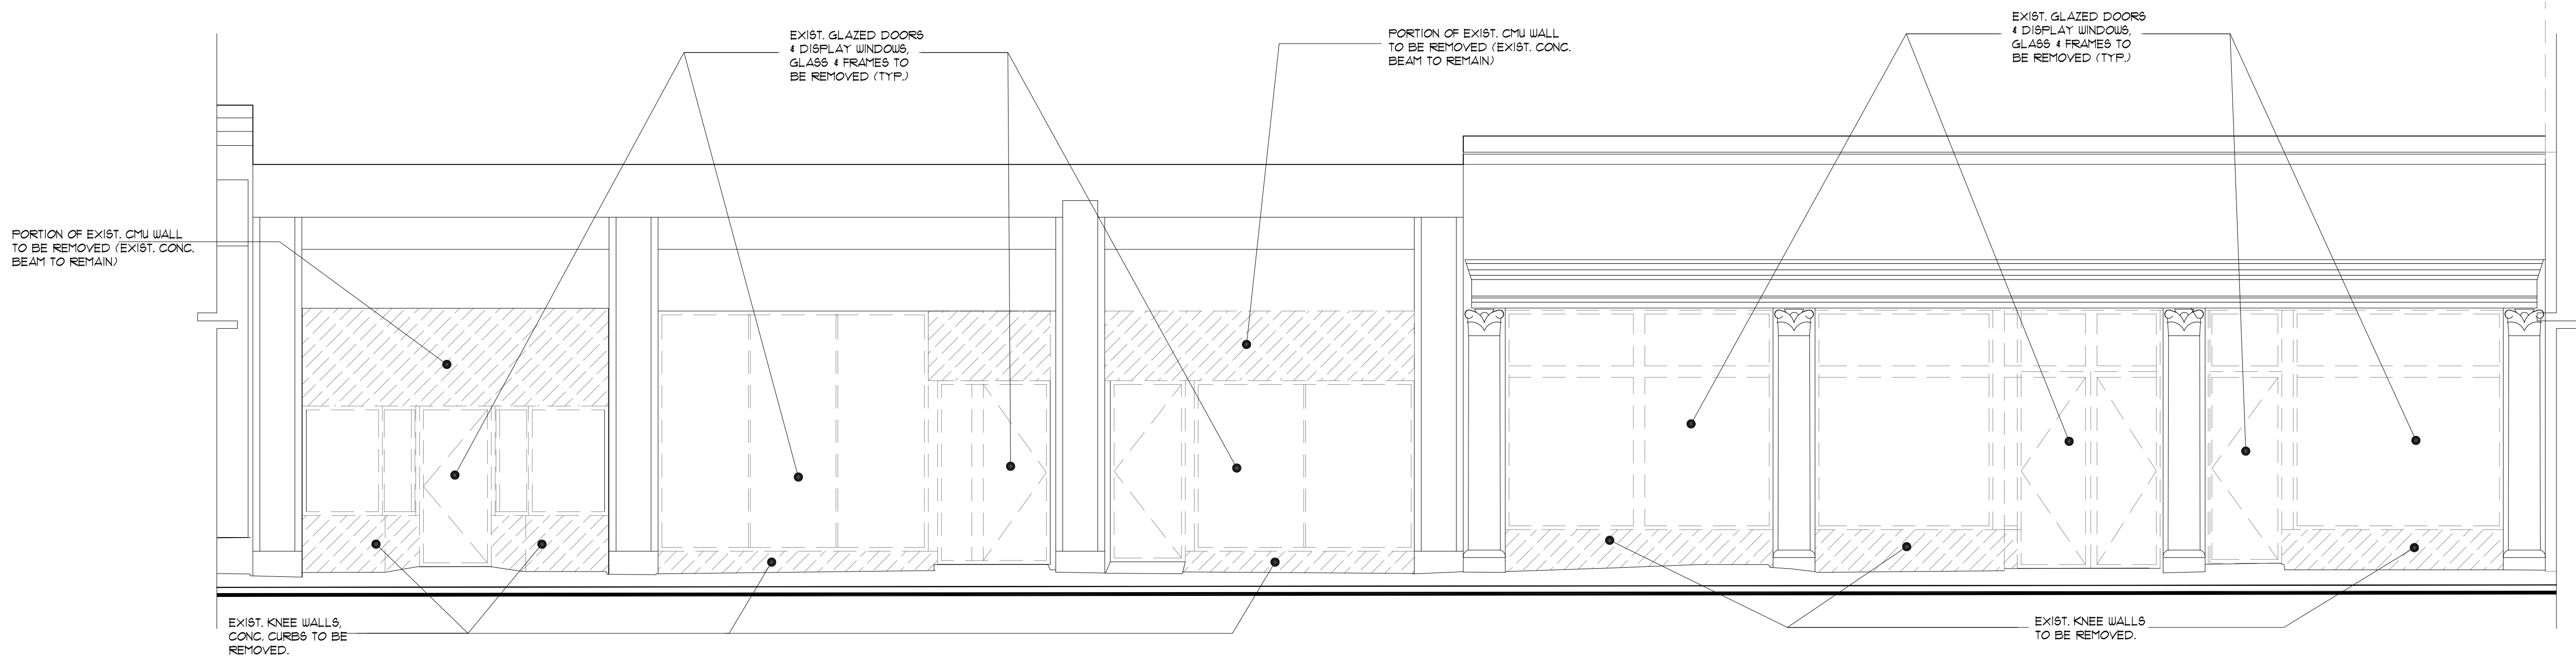 EXIST. GLAZED DOORS
& DISPLAY WINDOWS,
GLASS & FRAMES TO
BE REMOVED (TYP.)
PORTION OF EXIST. CMU WALL
TO BE REMOVED (EXIST. CONC.
BEAM TO REMAIN)
EXIST. GLAZED DOORS
& DISPLAY WINDOWS,
GLASS & FRAMES TO
BE REMOVED (TYP.)
PORTION OF EXIST. CMU WALL
TO BE REMOVED (EXIST. CONC.
BEAM TO REMAIN)
EXIST. KNEE WALLS,
CONC. CURBS TO BE
REMOVED.
EXIST. KNEE WALLS
TO BE REMOVED.